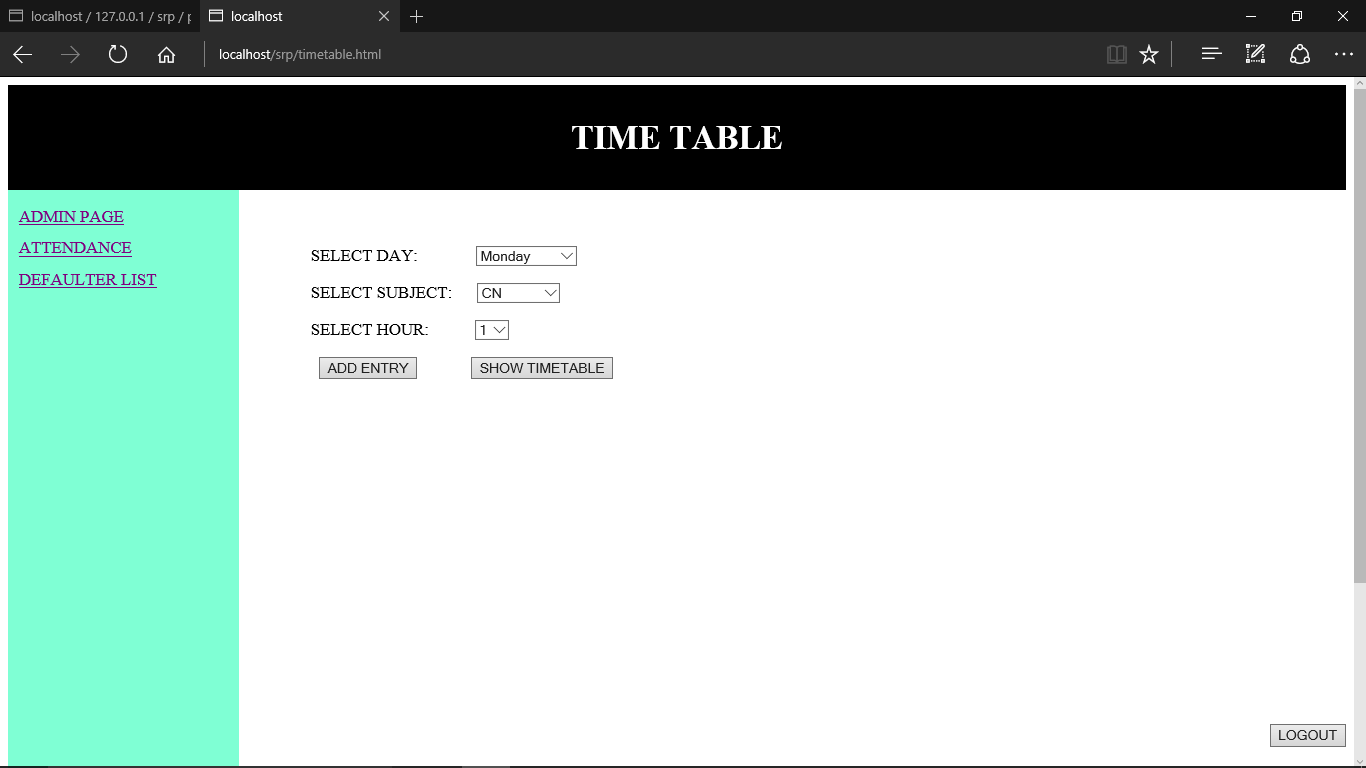 localhost / 127.0.0.1 / srp / p
localhost
localhost/srp/timetable.html
TIME TABLE
ADMIN PAGE
ATTENDANCE
DEFAULTER LIST
SELECT DAY: Monday
SELECT SUBJECT: CN
SELECT HOUR: 1
ADD ENTRY SHOW TIMETABLE
LOGOUT